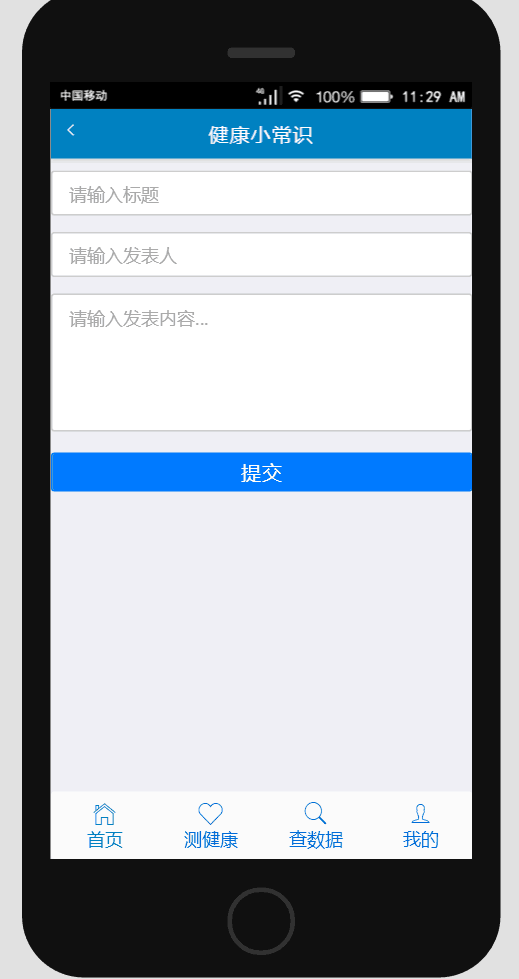 中国移动 4G 100% 11:29 AM
健康小常识
请输入标题
请输入发表人
请输入发表内容...
提交
首页 测健康 查数据 我的